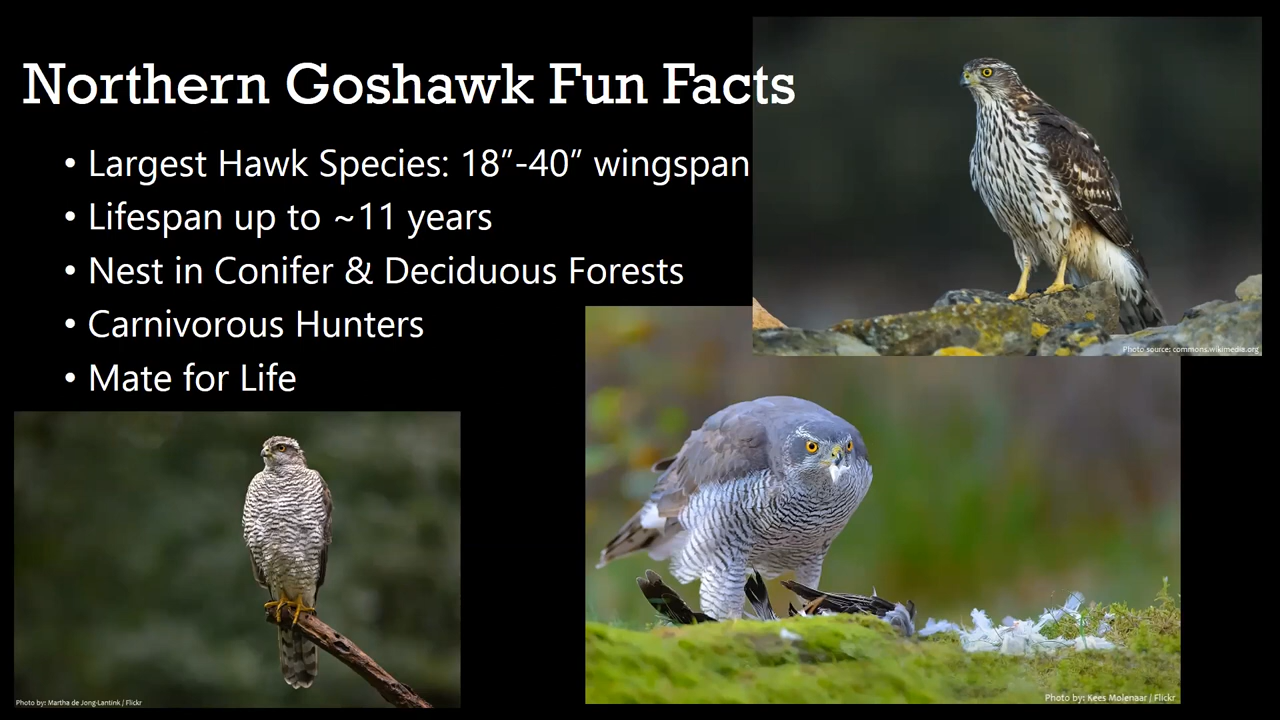 Northern Goshawk Fun Facts
• Largest Hawk Species: 18”-40” wingspan
• Lifespan up to ~11 years
• Nest in Conifer & Deciduous Forests
• Carnivorous Hunters
• Mate for Life
Photo source: commons.wikimedia.org
Photo by: Kees Molenaar / Flickr
Photo by: Martha de Jong-Lantink / Flickr